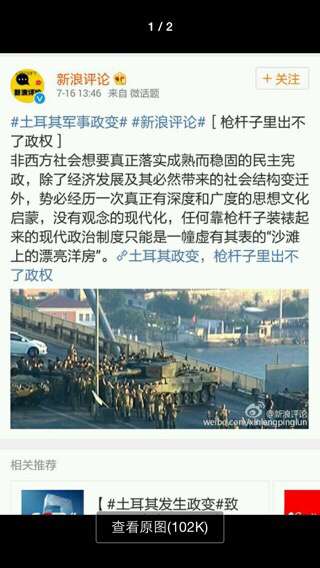 1 / 2
新浪评论
新浪评论
7-16 13:46 来自 微话题
+关注
#土耳其军事政变# #新浪评论# [ 枪杆子里出不
了政权 ]
非西方社会想要真正落实成熟而稳固的民主宪
政，除了经济发展及其必然带来的社会结构变迁
外，势必经历一次真正有深度和广度的思想文化
启蒙，没有观念的现代化，任何靠枪杆子装裱起
来的现代政治制度只能是一幢虚有其表的“沙滩
上的漂亮洋房”。土耳其政变，枪杆子里出不
了政权
@新浪评论
weibo.com/xinlangpinglun
相关推荐
【 #土耳其发生政变#致
查看原图(102K)